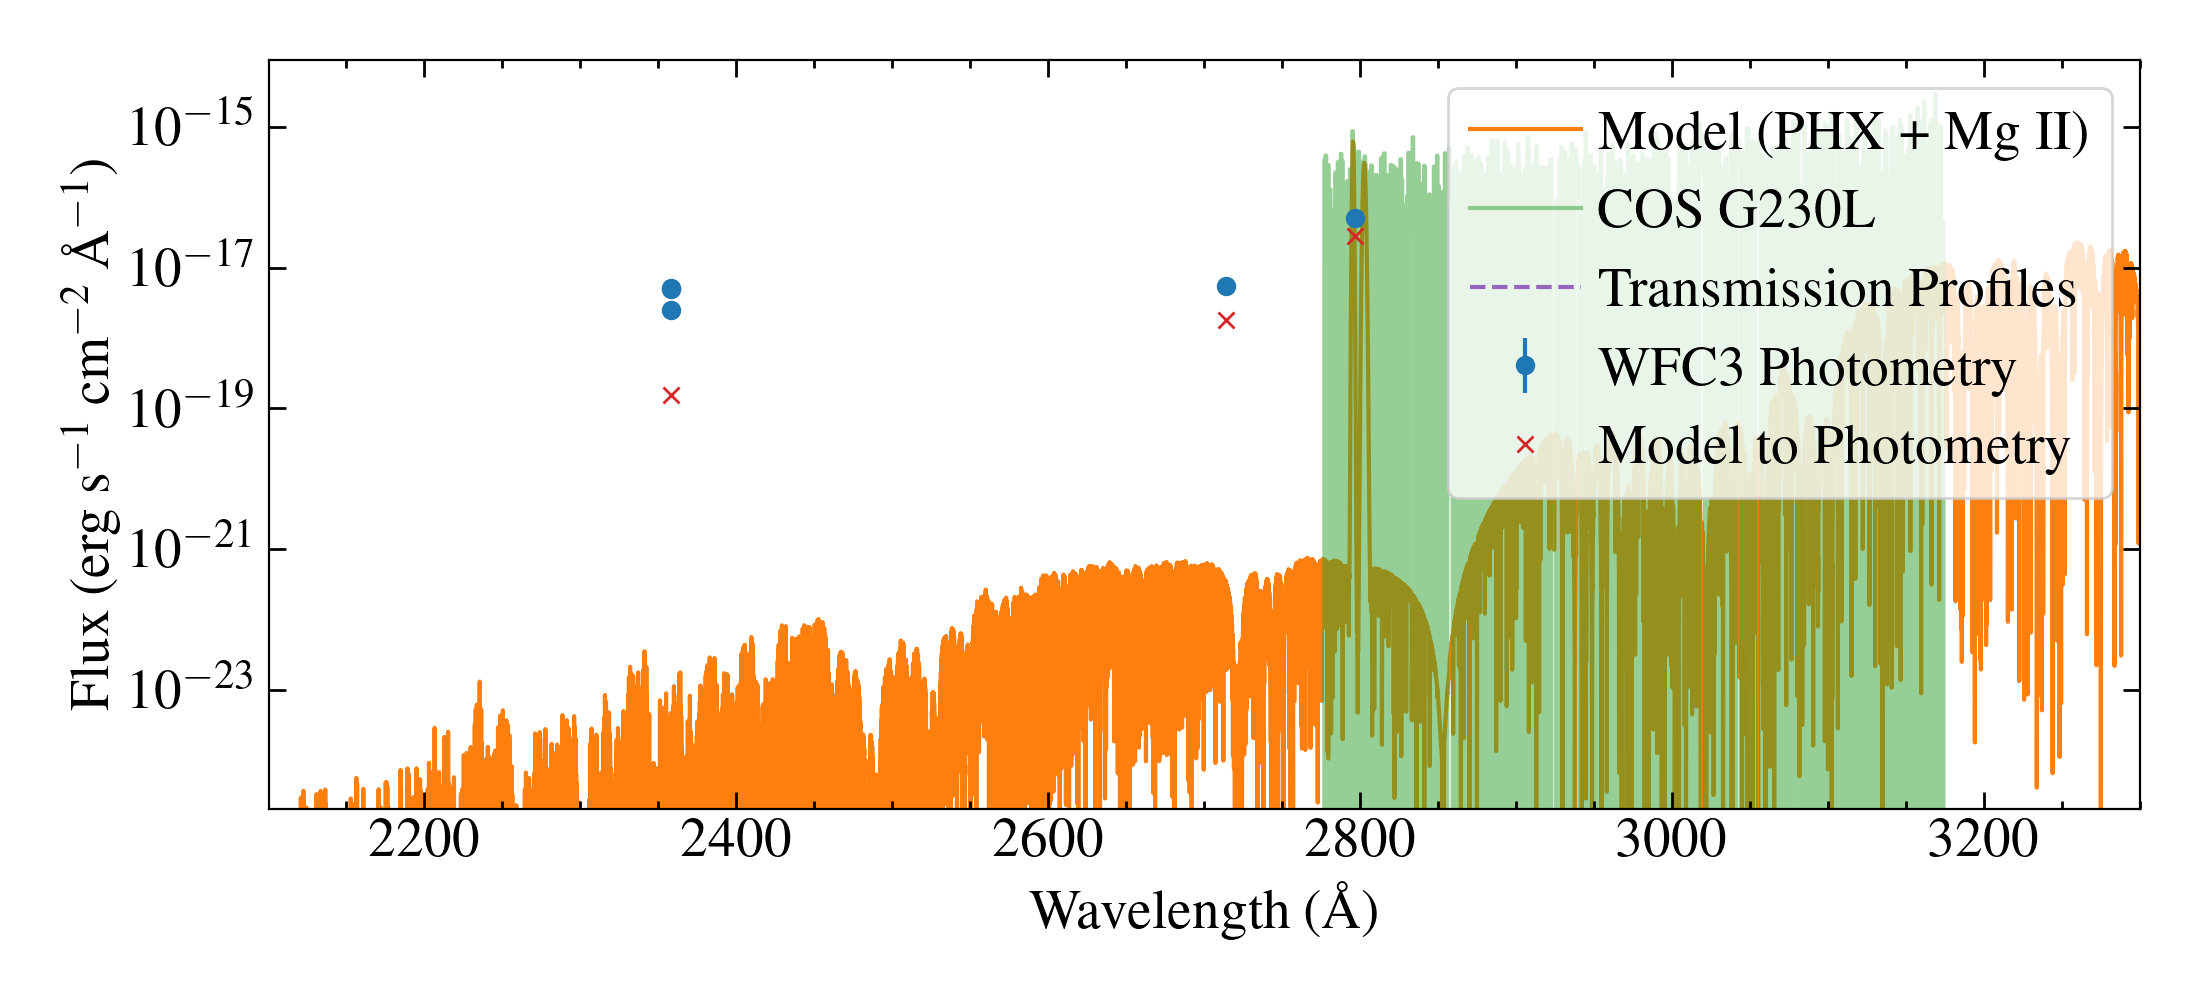 Flux (erg s⁻¹ cm⁻² Å⁻¹)
10⁻¹⁵
10⁻¹⁷
10⁻¹⁹
10⁻²¹
10⁻²³
Model (PHX + Mg II)
COS G230L
Transmission Profiles
WFC3 Photometry
Model to Photometry
2200 2400 2600 2800 3000 3200
Wavelength (Å)